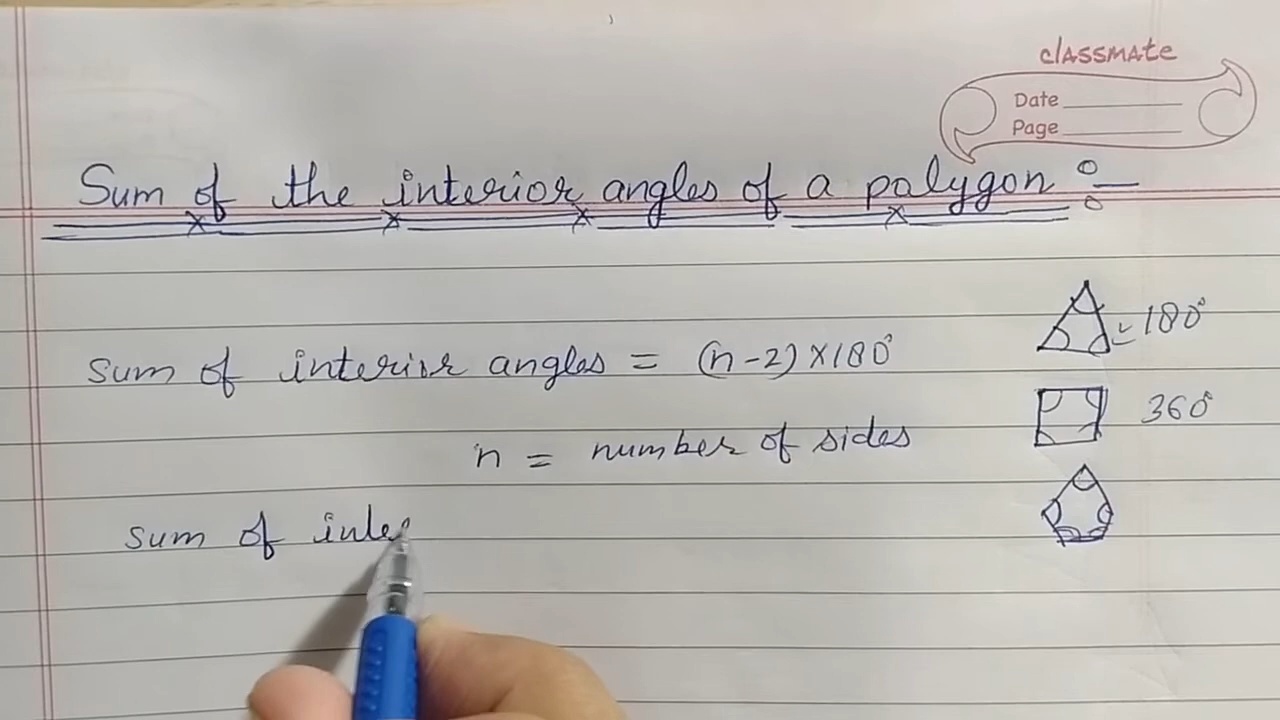 classmate
Date
Page
Sum of the interior angles of a polygon :-
sum of interior angles = (n-2)×180°
n = number of sides
sum of inte
= 180°
360°